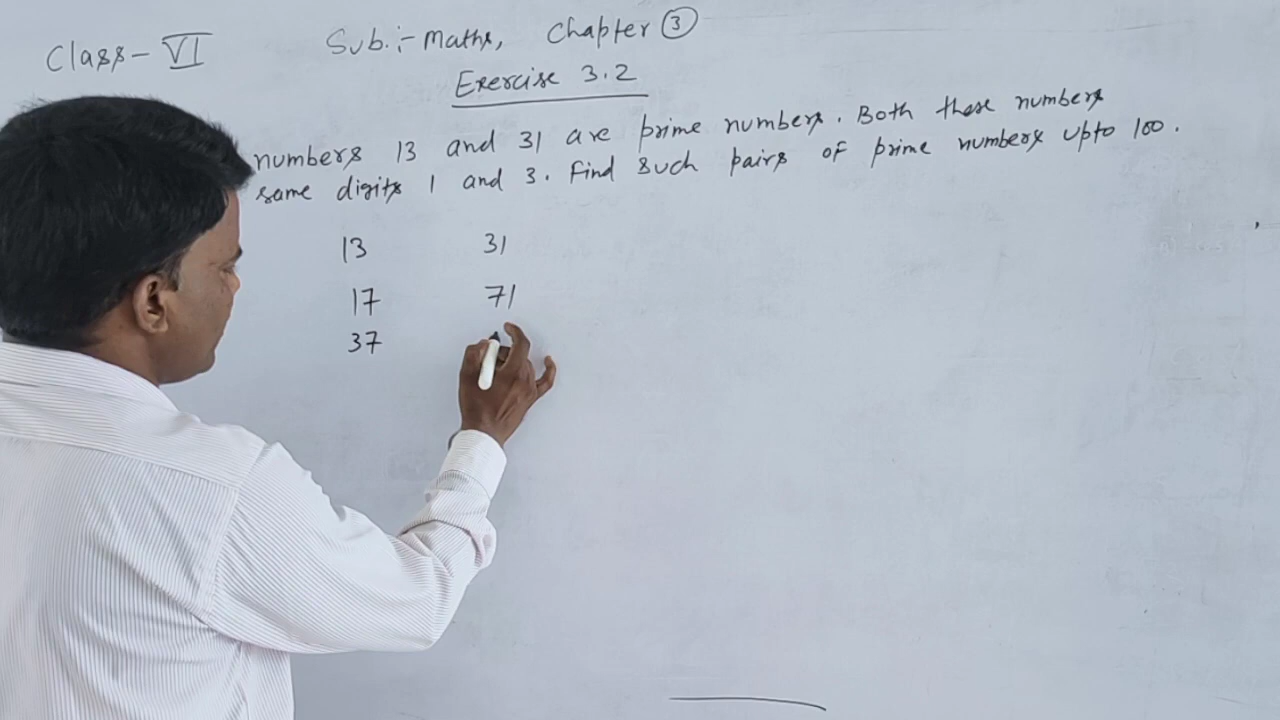 Class- VI Sub.:- Maths, Chapter 3
Exercise 3.2
numbers 13 and 31 are prime numbers. Both these numbers
same digits 1 and 3. Find such pairs of prime numbers upto 100.
13 31
17 71
37